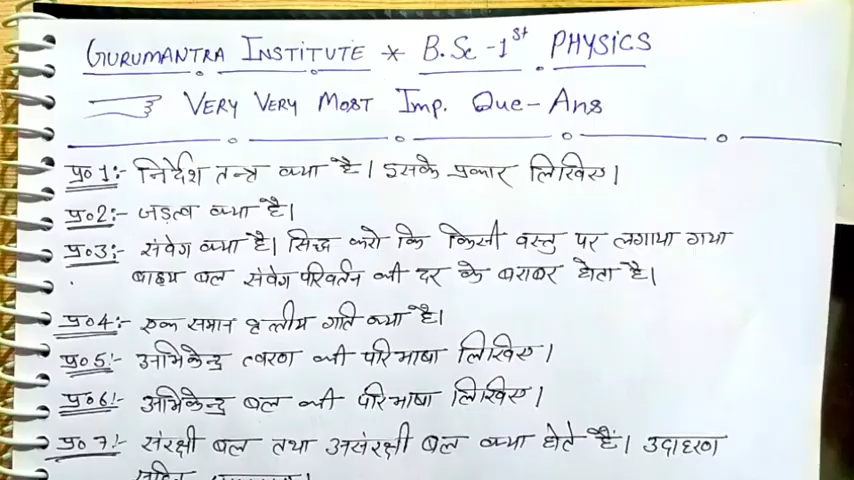 GURUMANTRA INSTITUTE * B.Sc-1st PHYSICS
VERY VERY MOST Imp. Que-Ans
प्र०1:- निर्देश तन्त्र क्या है। इसके प्रकार लिखिए।
प्र०2:- जड़त्व क्या है।
प्र०3:- संवेग क्या है। सिद्ध करो कि किसी वस्तु पर लगाया गया
बाह्य बल संवेग परिवर्तन की दर के बराबर होता है।
प्र०4:- एक समान वृत्तीय गति क्या है।
प्र०5:- अभिकेन्द्र त्वरण की परिभाषा लिखिए।
प्र०6:- अभिकेन्द्र बल की परिभाषा लिखिए।
प्र०7:- संरक्षी बल तथा असंरक्षी बल क्या होते हैं। उदाहरण
सहित